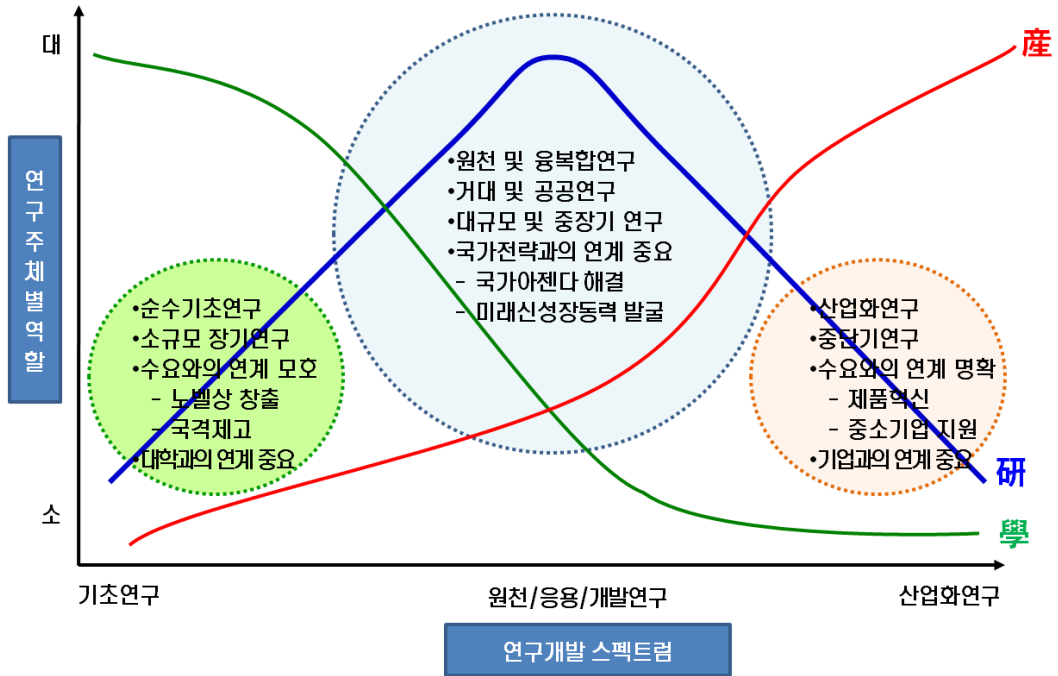 대
소
연구주체별역할
産
研
學
•원천 및 융복합연구
•거대 및 공공연구
•대규모 및 중장기 연구
•국가전략과의 연계 중요
– 국가아젠다 해결
– 미래신성장동력 발굴
•순수기초연구
•소규모 장기연구
•수요와의 연계 모호
– 노벨상 창출
– 국격제고
•대학과의 연계 중요
•산업화연구
•중단기연구
•수요와의 연계 명확
– 제품혁신
– 중소기업 지원
•기업과의 연계 중요
기초연구
원천/응용/개발연구
산업화연구
연구개발 스펙트럼